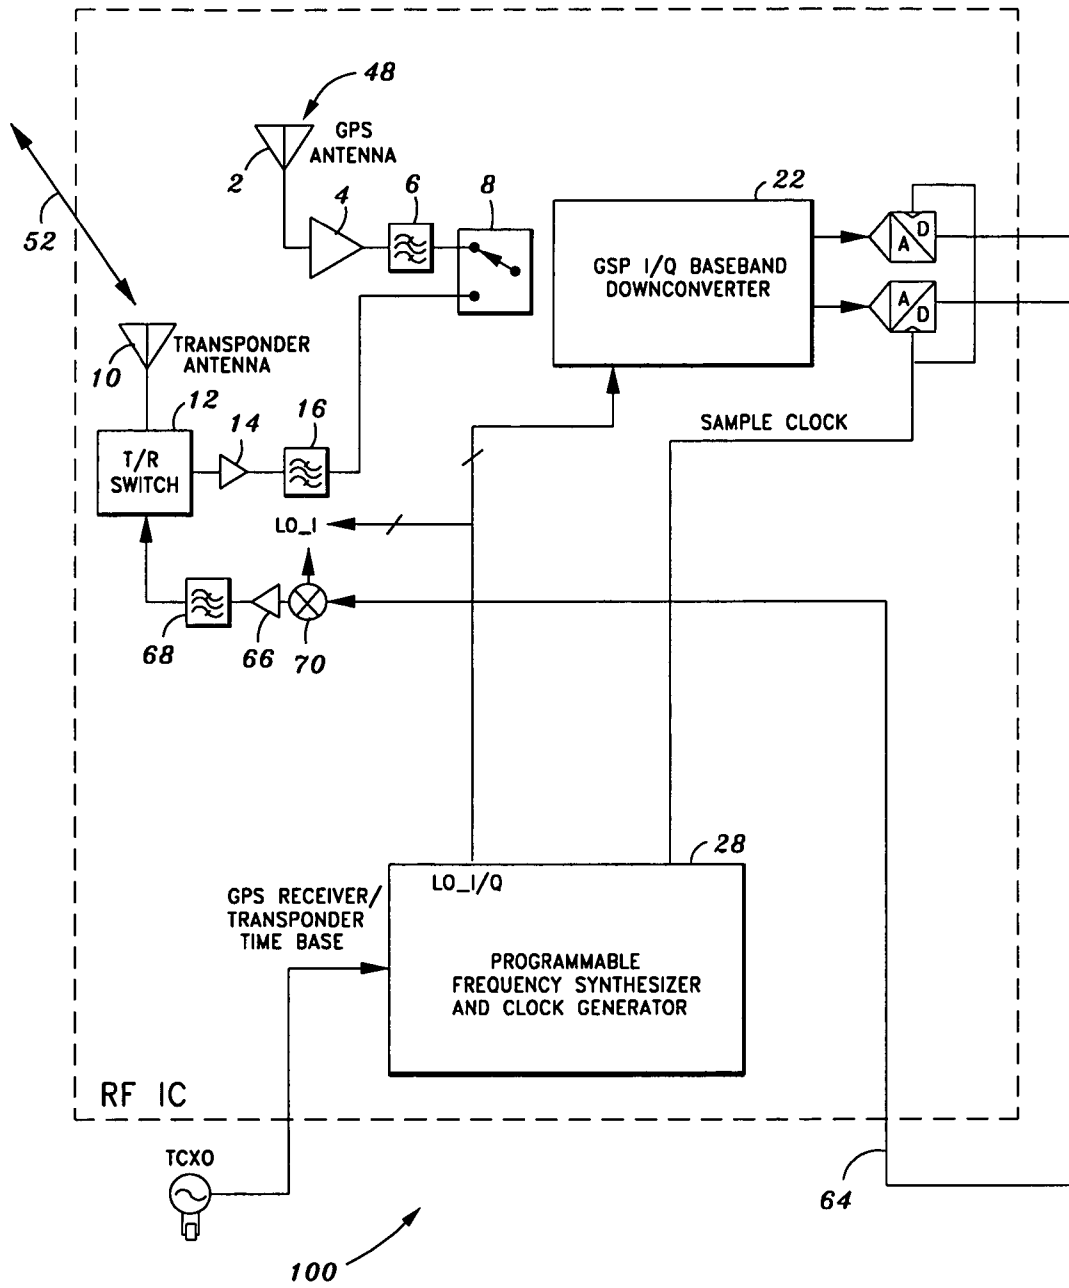 48
GPS
ANTENNA
2
4
6
8
22
GSP I/Q BASEBAND
DOWNCONVERTER
A
D
A
D
52
10
TRANSPONDER
ANTENNA
12
14
16
T/R
SWITCH
SAMPLE CLOCK
LO_I
68
66
70
28
LO_I/Q
GPS RECEIVER/
TRANSPONDER
TIME BASE
PROGRAMMABLE
FREQUENCY SYNTHESIZER
AND CLOCK GENERATOR
RF IC
TCXO
64
100